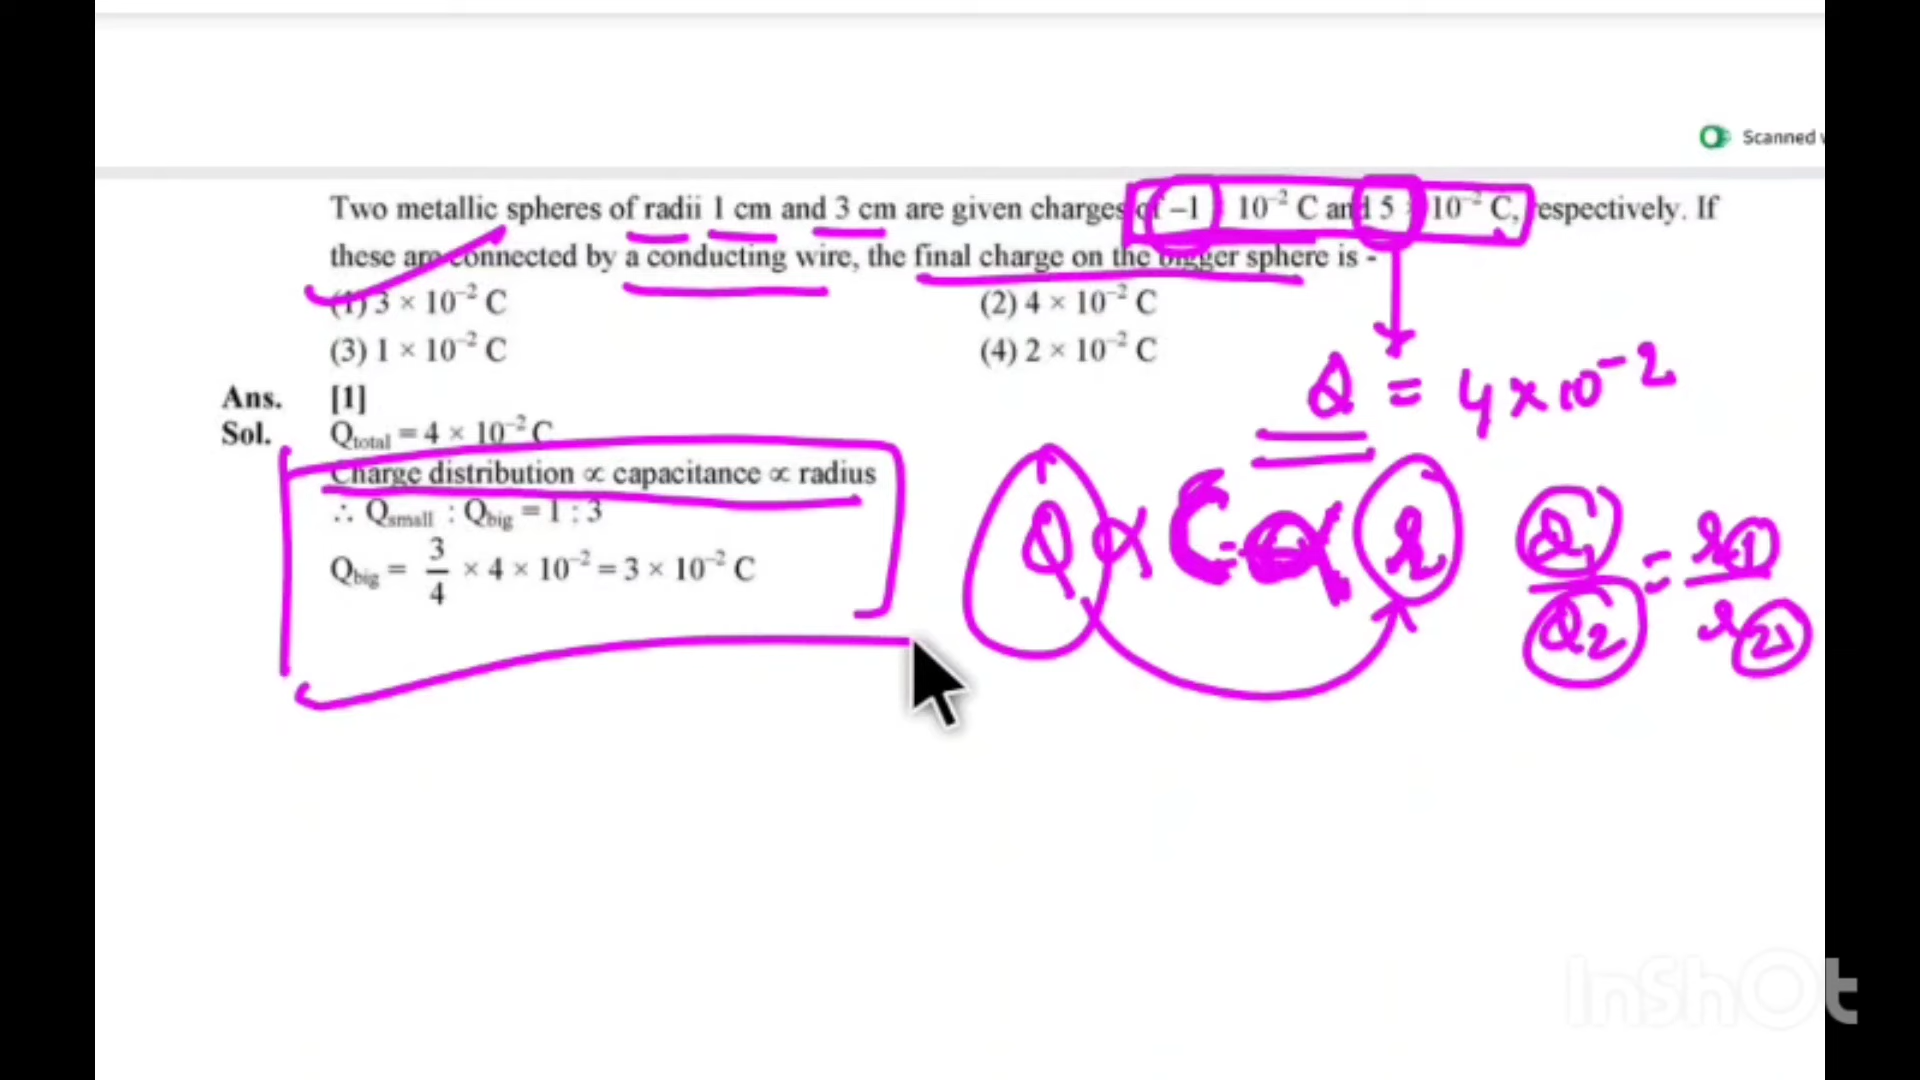 Scanned
Two metallic spheres of radii 1 cm and 3 cm are given charges of –1 10⁻² C and 5 × 10⁻² C, respectively. If
these are connected by a conducting wire, the final charge on the bigger sphere is -
(1) 3 × 10⁻² C (2) 4 × 10⁻² C
(3) 1 × 10⁻² C (4) 2 × 10⁻² C
Q = 4×10⁻²
Ans. [1]
Sol. Q_total = 4 × 10⁻² C
Charge distribution ∝ capacitance ∝ radius
∴ Q_small : Q_big = 1 : 3
Q_big = 3/4 × 4 × 10⁻² = 3 × 10⁻² C
Q ∝ C ∝ r
Q₁/Q₂ = r₁/r₂
InShOt